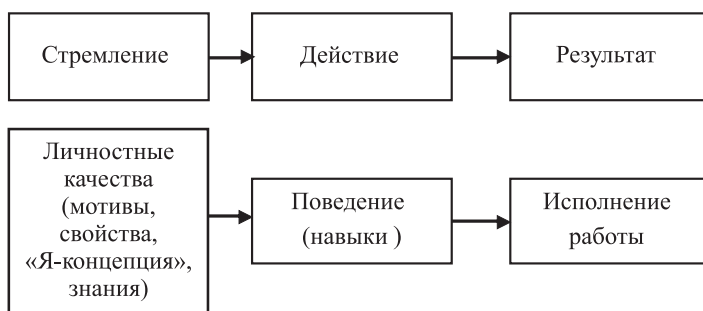 Стремление
Действие
Результат
Личностные
качества
(мотивы,
свойства,
«Я-концепция»,
знания)
Поведение
(навыки )
Исполнение
работы